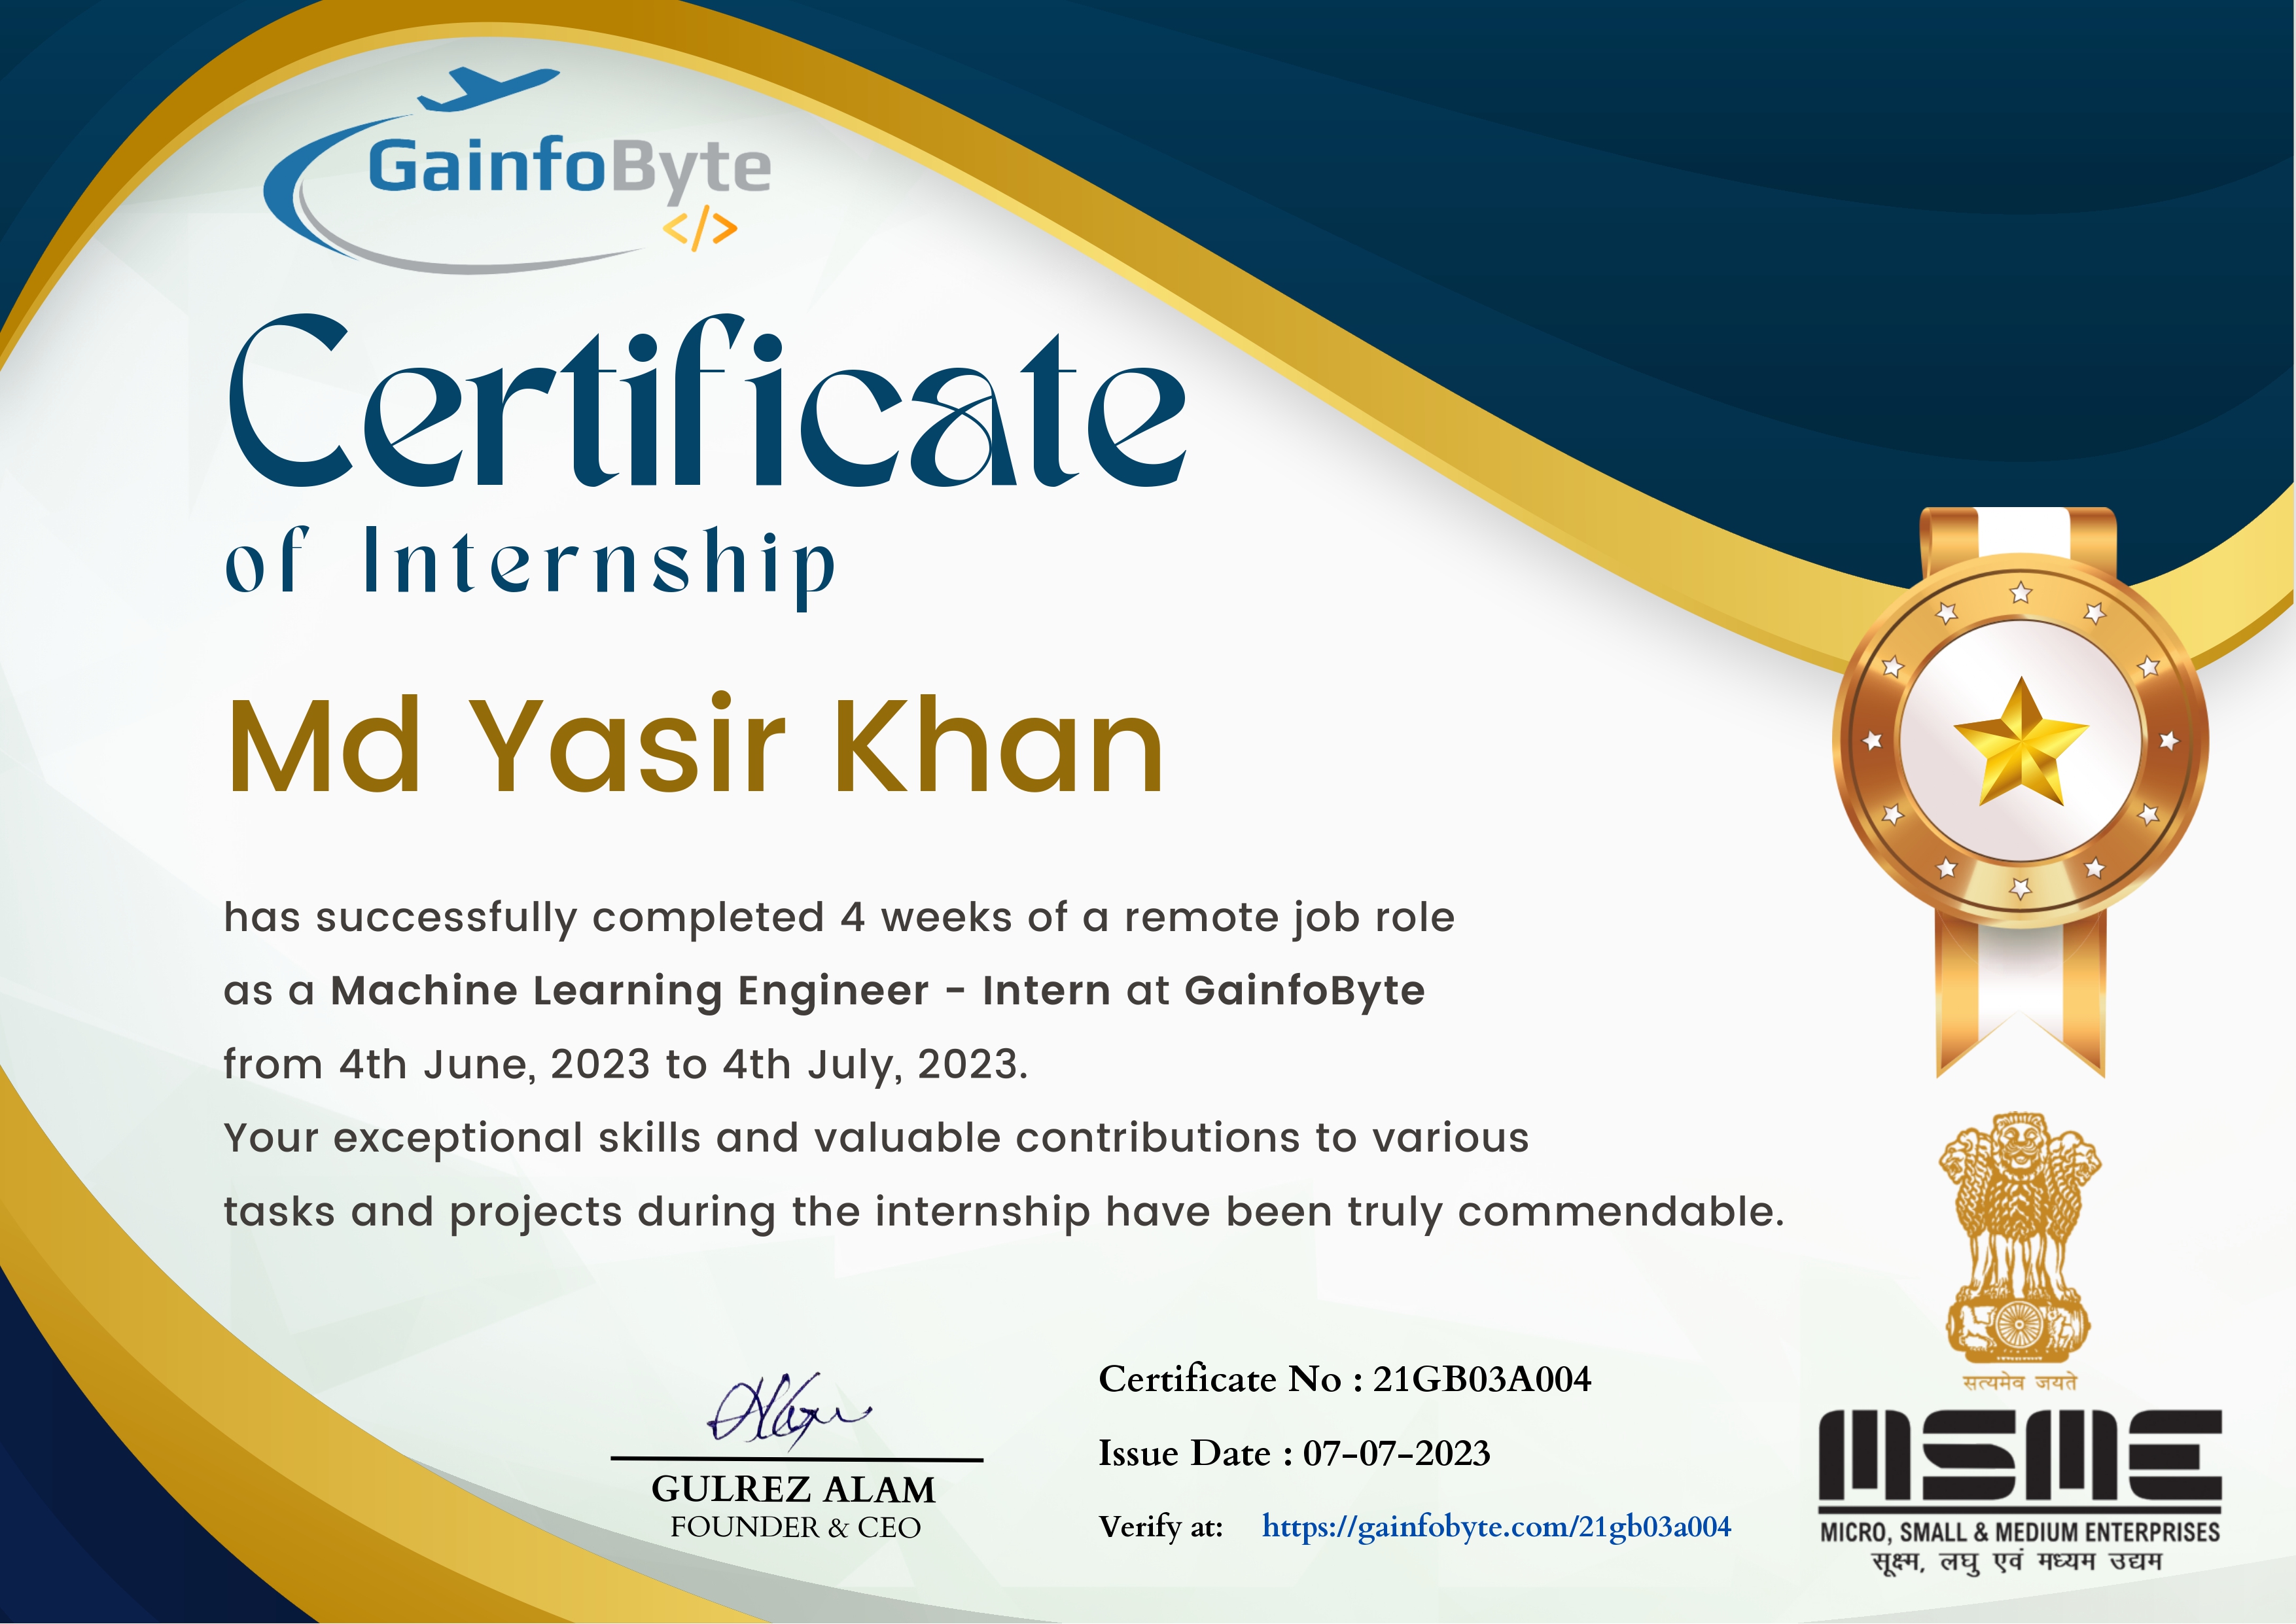 GainfoByte
</>
Certificate
of Internship
Md Yasir Khan
has successfully completed 4 weeks of a remote job role
as a Machine Learning Engineer - Intern at GainfoByte
from 4th June, 2023 to 4th July, 2023.
Your exceptional skills and valuable contributions to various
tasks and projects during the internship have been truly commendable.
GULREZ ALAM
FOUNDER & CEO
Certificate No : 21GB03A004
Issue Date : 07-07-2023
Verify at: https://gainfobyte.com/21gb03a004
सत्यमेव जयते
MSME
MICRO, SMALL & MEDIUM ENTERPRISES
सूक्ष्म, लघु एवं मध्यम उद्यम